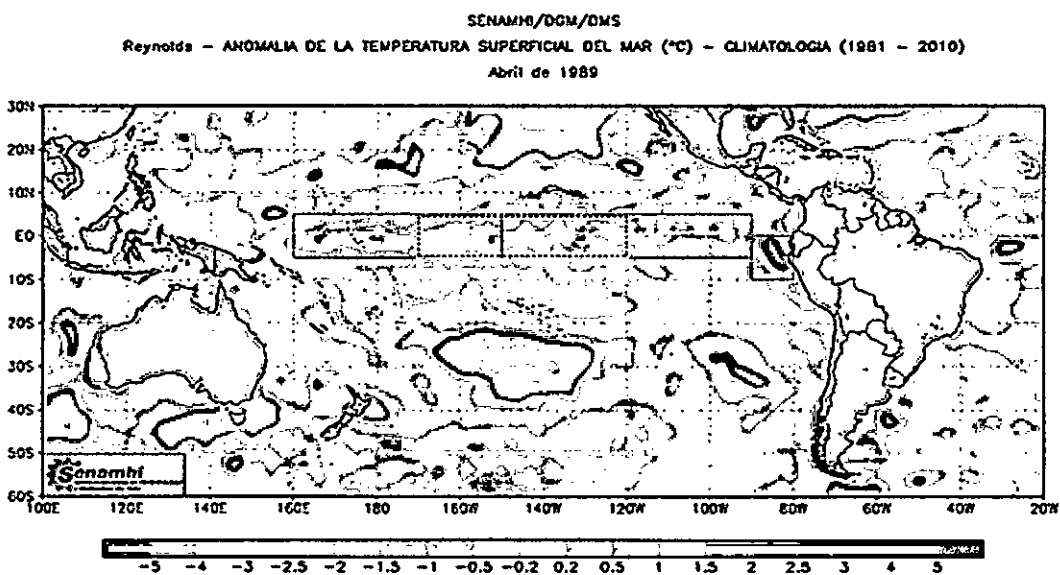 SENAMHI/DGM/DMS
Reynolds - ANOMALIA DE LA TEMPERATURA SUPERFICIAL DEL MAR (°C) - CLIMATOLOGIA (1981 - 2010)
Abril de 1989
30N
20N
10N
EQ
10S
20S
30S
40S
50S
60S
Senamhi
100E 120E 140E 160E 180 160W 140W 120W 100W 80W 60W 40W 20W
-5 -4 -3 -2.5 -2 -1.5 -1 -0.5 -0.2 0.2 0.5 1 1.5 2 2.5 3 4 5